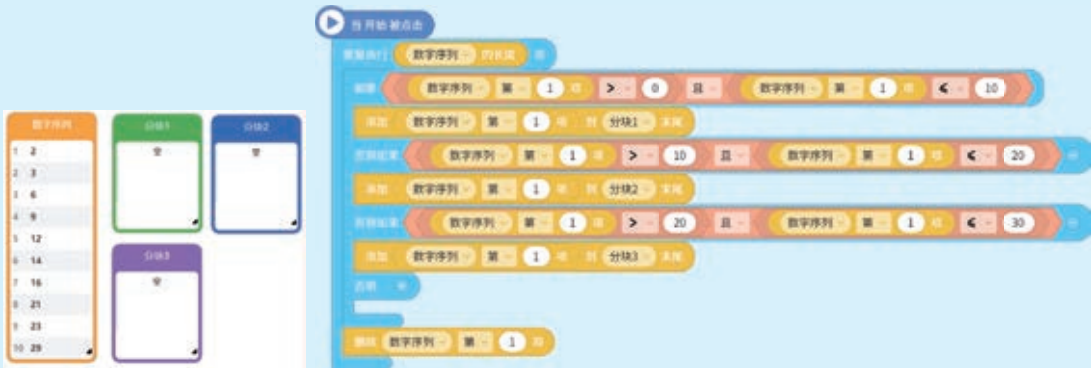 当 开始 被点击
重复执行 数字序列 的长度 项
如果 数字序列 第 1 项 > 0 且 数字序列 第 1 项 ≤ 10
添加 数字序列 第 1 项 到 分块1 末尾
否则如果 数字序列 第 1 项 > 10 且 数字序列 第 1 项 ≤ 20
添加 数字序列 第 1 项 到 分块2 末尾
否则如果 数字序列 第 1 项 > 20 且 数字序列 第 1 项 ≤ 30
添加 数字序列 第 1 项 到 分块3 末尾
否则
删除 数字序列 第 1 项
数字序列
1 2
2 3
3 6
4 9
5 12
6 14
7 16
8 21
9 23
10 29
分块1
空
分块2
空
分块3
空